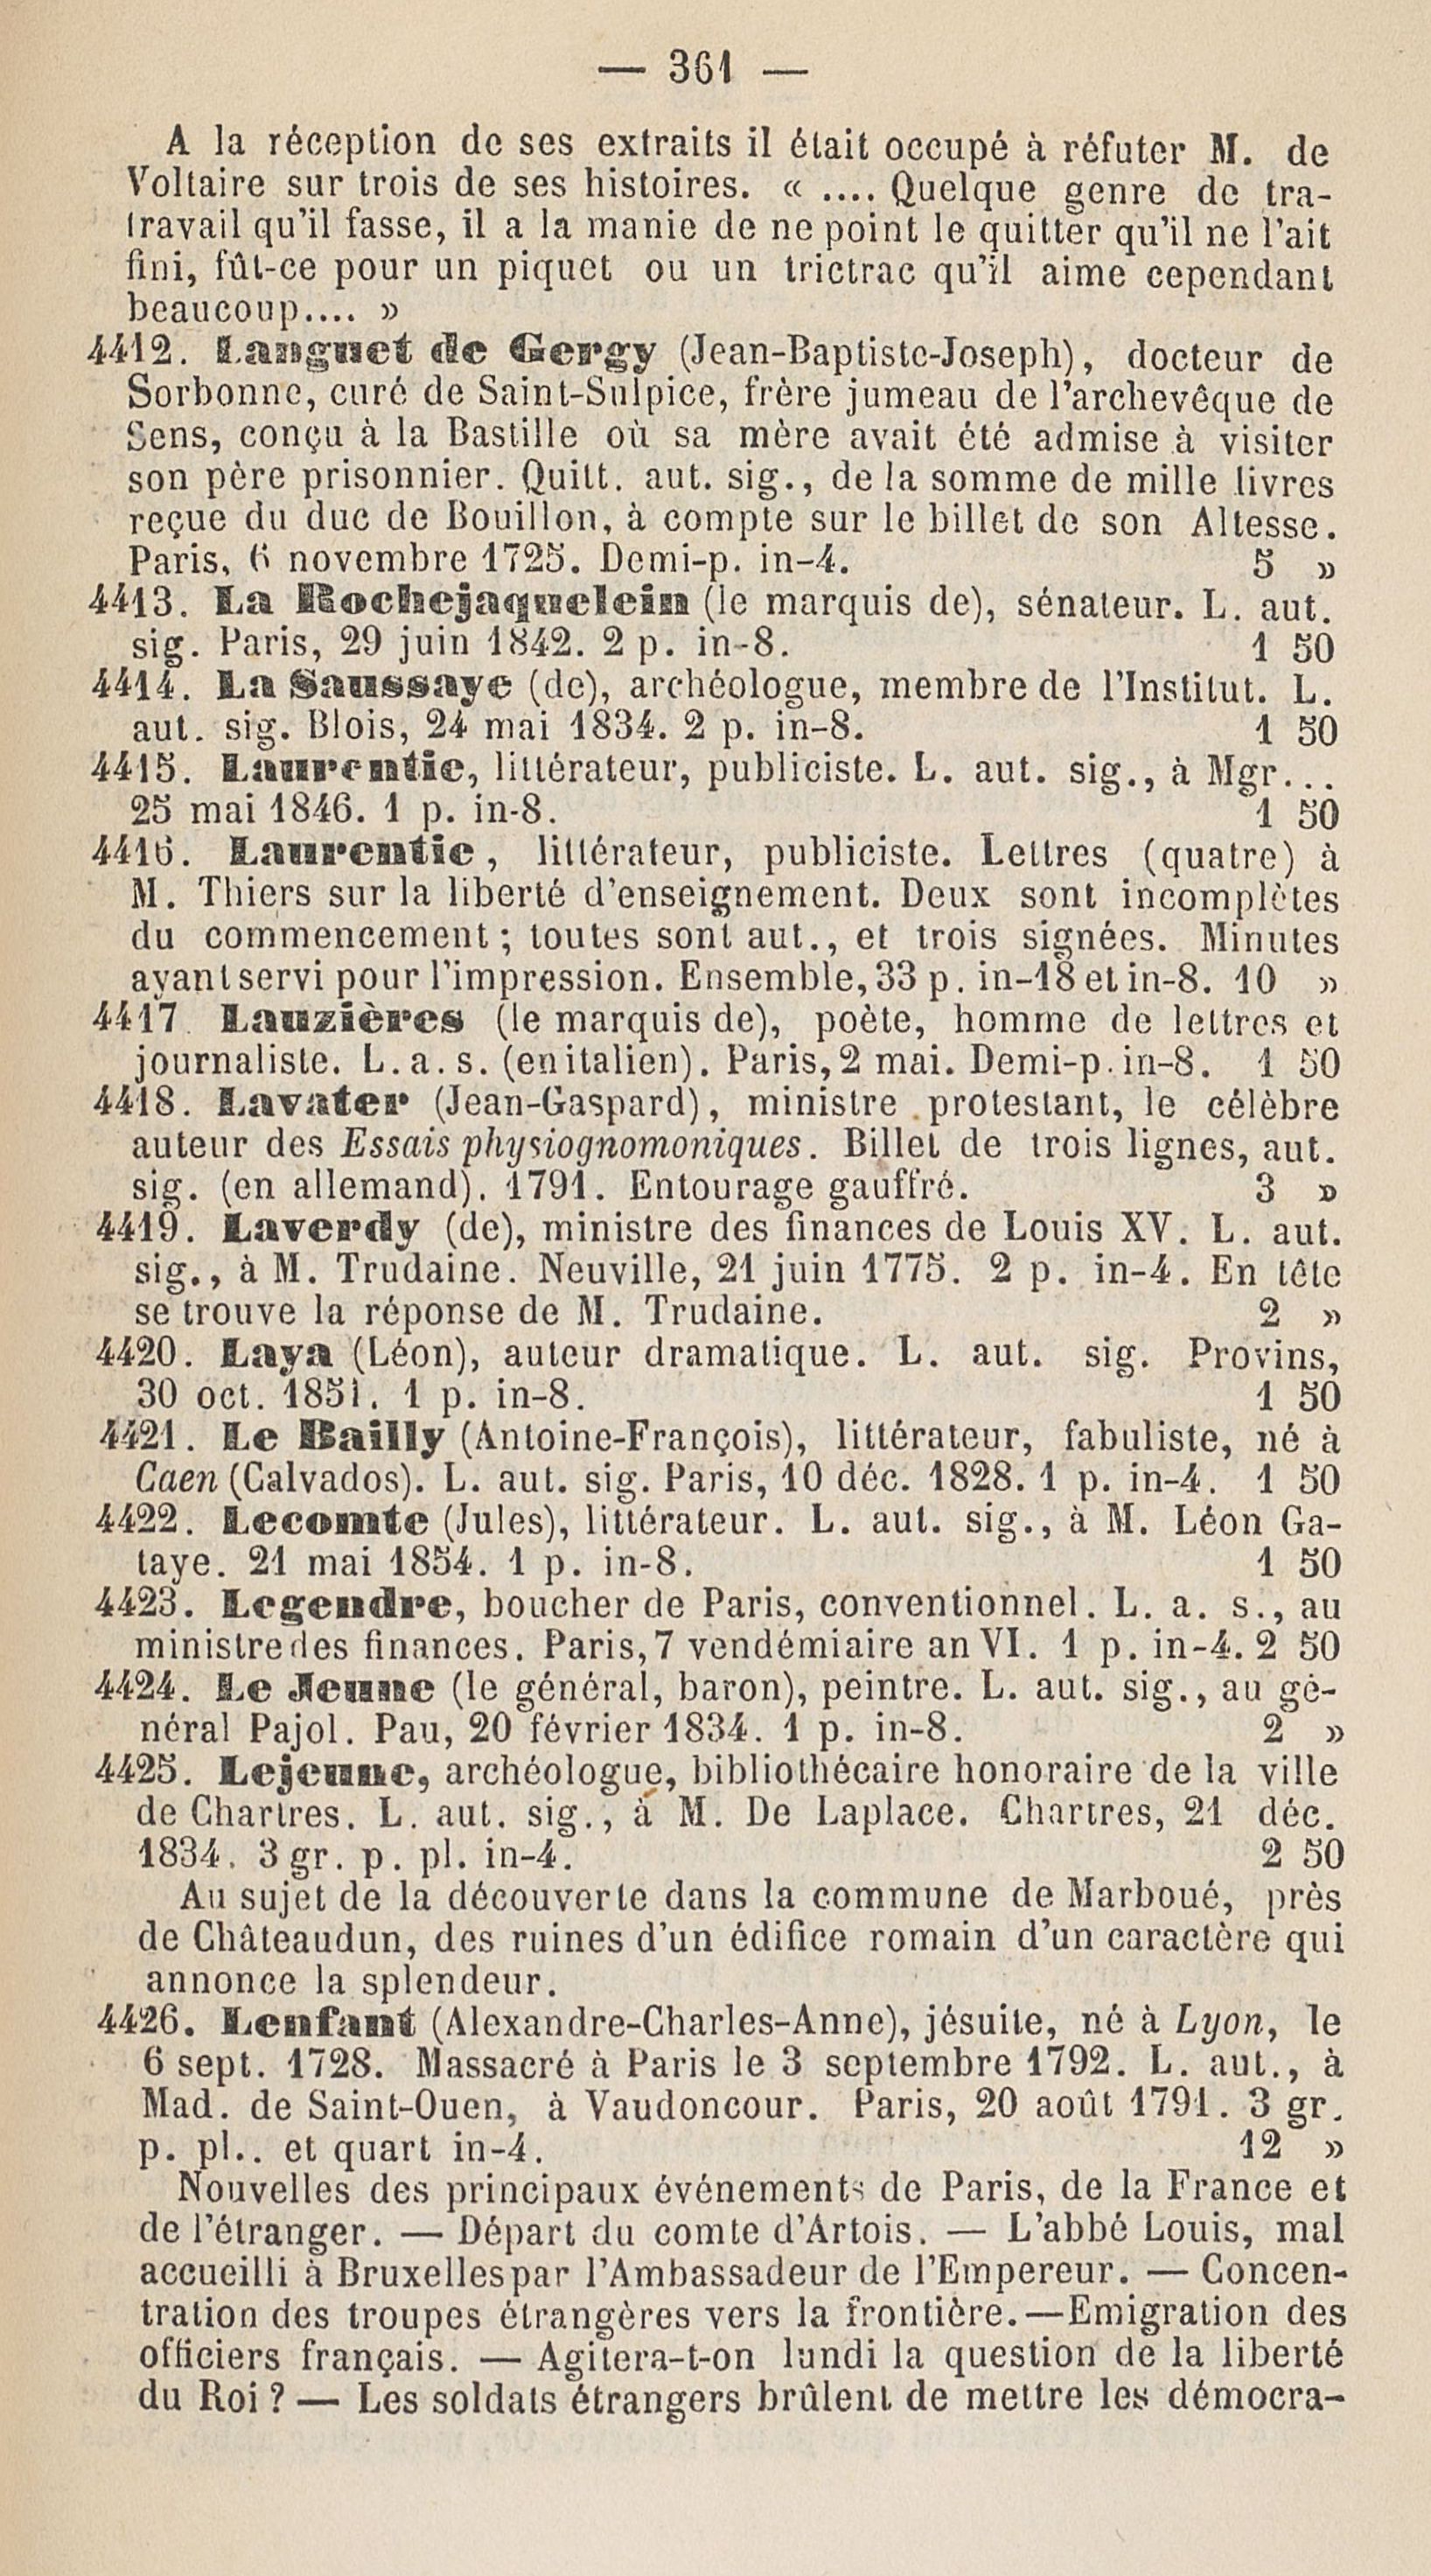 — 361 —
A la réception de ses extraits il était occupé à réfuter M. de
Voltaire sur trois de ses histoires. « .... Quelque genre de tra-
travail qu'il fasse, il a la manie de ne point le quitter qu'il ne l'ait
fini, fût-ce pour un piquet ou un trictrac qu'il aime cependant
beaucoup.... »
4412. Languet de Gergy (Jean-Baptiste-Joseph), docteur de
Sorbonne, curé de Saint-Sulpice, frère jumeau de l'archevêque de
Sens, conçu à la Bastille où sa mère avait été admise à visiter
son père prisonnier. Quitt. aut. sig., de la somme de mille livres
reçue du duc de Bouillon, à compte sur le billet de son Altesse.
Paris, 6 novembre 1725. Demi-p. in-4. 5 »
4413. La Rochejaquelein (le marquis de), sénateur. L. aut.
sig. Paris, 29 juin 1842. 2 p. in-8. 1 50
4414. La Saussaye (de), archéologue, membre de l'Institut. L.
aut. sig. Blois, 24 mai 1834. 2 p. in-8. 1 50
4415. Laurentie, littérateur, publiciste. L. aut. sig., à Mgr...
25 mai 1846. 1 p. in-8. 1 50
4416. Laurentie, littérateur, publiciste. Lettres (quatre) à
M. Thiers sur la liberté d'enseignement. Deux sont incomplètes
du commencement ; toutes sont aut., et trois signées. Minutes
ayant servi pour l'impression. Ensemble, 33 p. in-18 et in-8. 10 »
4417. Lauzières (le marquis de), poète, homme de lettres et
journaliste. L. a. s. (en italien). Paris, 2 mai. Demi-p. in-8. 1 50
4418. Lavater (Jean-Gaspard), ministre protestant, le célèbre
auteur des Essais physiognomoniques. Billet de trois lignes, aut.
sig. (en allemand). 1791. Entourage gauffré. 3 »
4419. Laverdy (de), ministre des finances de Louis XV. L. aut.
sig., à M. Trudaine. Neuville, 21 juin 1775. 2 p. in-4. En tête
se trouve la réponse de M. Trudaine. 2 »
4420. Laya (Léon), auteur dramatique. L. aut. sig. Provins,
30 oct. 1851. 1 p. in-8. 1 50
4421. Le Bailly (Antoine-François), littérateur, fabuliste, né à
Caen (Calvados). L. aut. sig. Paris, 10 déc. 1828. 1 p. in-4. 1 50
4422. Lecomte (Jules), littérateur. L. aut. sig., à M. Léon Ga-
taye. 21 mai 1854. 1 p. in-8. 1 50
4423. Legendre, boucher de Paris, conventionnel. L. a. s., au
ministre des finances. Paris, 7 vendémiaire an VI. 1 p. in-4. 2 50
4424. Le Jeune (le général, baron), peintre. L. aut. sig., au gé-
néral Pajol. Pau, 20 février 1834. 1 p. in-8. 2 »
4425. Lejeune, archéologue, bibliothécaire honoraire de la ville
de Chartres. L. aut. sig., à M. De Laplace. Chartres, 21 déc.
1834. 3 gr. p. pl. in-4. 2 50
Au sujet de la découverte dans la commune de Marboué, près
de Châteaudun, des ruines d'un édifice romain d'un caractère qui
annonce la splendeur.
4426. Lenfant (Alexandre-Charles-Anne), jésuite, né à Lyon, le
6 sept. 1728. Massacré à Paris le 3 septembre 1792. L. aut., à
Mad. de Saint-Ouen, à Vaudoncour. Paris, 20 août 1791. 3 gr.
p. pl.. et quart in-4. 12 »
Nouvelles des principaux événements de Paris, de la France et
de l'étranger. — Départ du comte d'Artois. — L'abbé Louis, mal
accueilli à Bruxelles par l'Ambassadeur de l'Empereur. — Concen-
tration des troupes étrangères vers la frontière. — Emigration des
officiers français. — Agitera-t-on lundi la question de la liberté
du Roi ? — Les soldats étrangers brûlent de mettre les démocra-